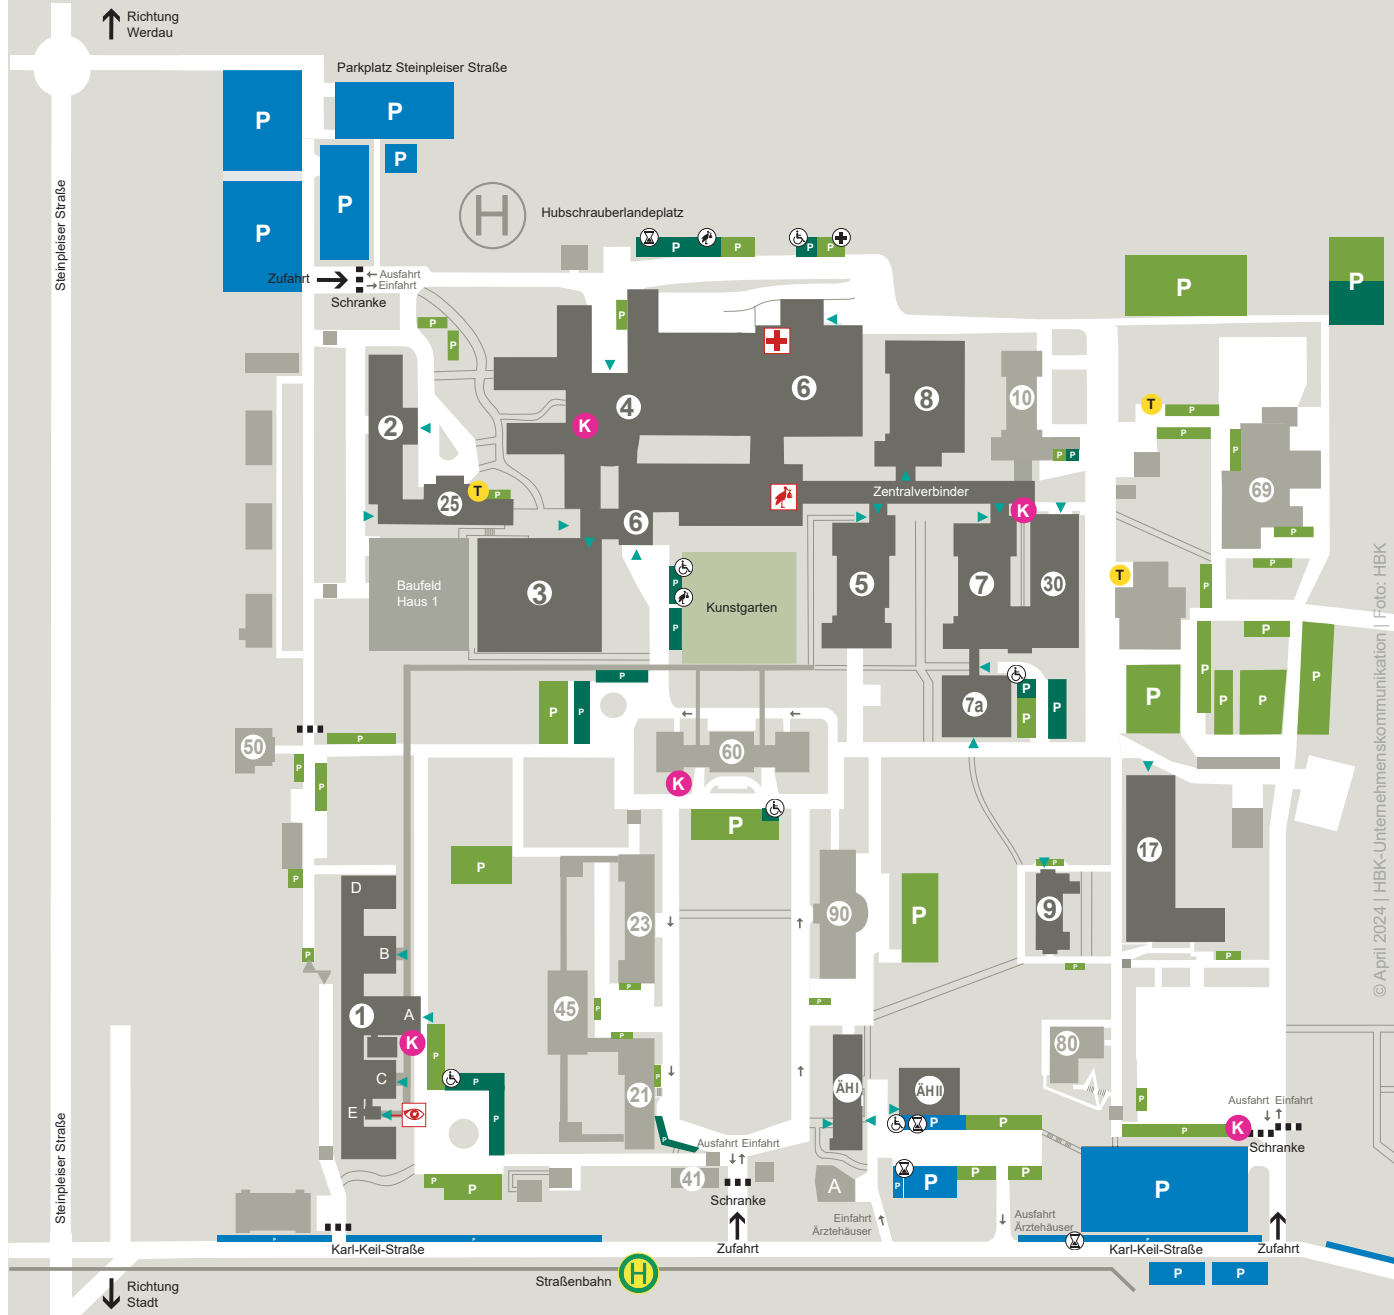 Richtung
Werdau
Parkplatz Steinpleiser Straße
P
P
P
P
P
P
Steinpleiser Straße
H
Hubschrauberlandeplatz
P
P
P
P
P
P
Zufahrt
Ausfahrt
Einfahrt
Schranke
P
P
P
2
4
6
6
8
10
K
T
P
P
P
P
P
P
25
T
P
Zentralverbinder
K
69
P
P
Baufeld
Haus 1
3
P
P
Kunstgarten
5
7
30
T
P
P
P
P
P
P
P
P
P
P
P
P
7a
P
P
P
50
P
P
P
60
K
P
17
P
P
D
B
1
A
K
C
E
P
P
P
P
23
45
21
P
P
P
P
P
90
P
P
9
P
P
P
80
ÄH I
ÄH II
P
P
P
P
P
P
P
P
P
Ausfahrt Einfahrt
41
Schranke
A
Einfahrt
Ärztehäuser
Ausfahrt
Ärztehäuser
P
P
K
Ausfahrt Einfahrt
Schranke
P
Steinpleiser Straße
P
P
Karl-Keil-Straße
Zufahrt
P
Karl-Keil-Straße
Zufahrt
P
P
Straßenbahn
H
Richtung
Stadt
© April 2024 | HBK-Unternehmenskommunikation | Foto: HBK